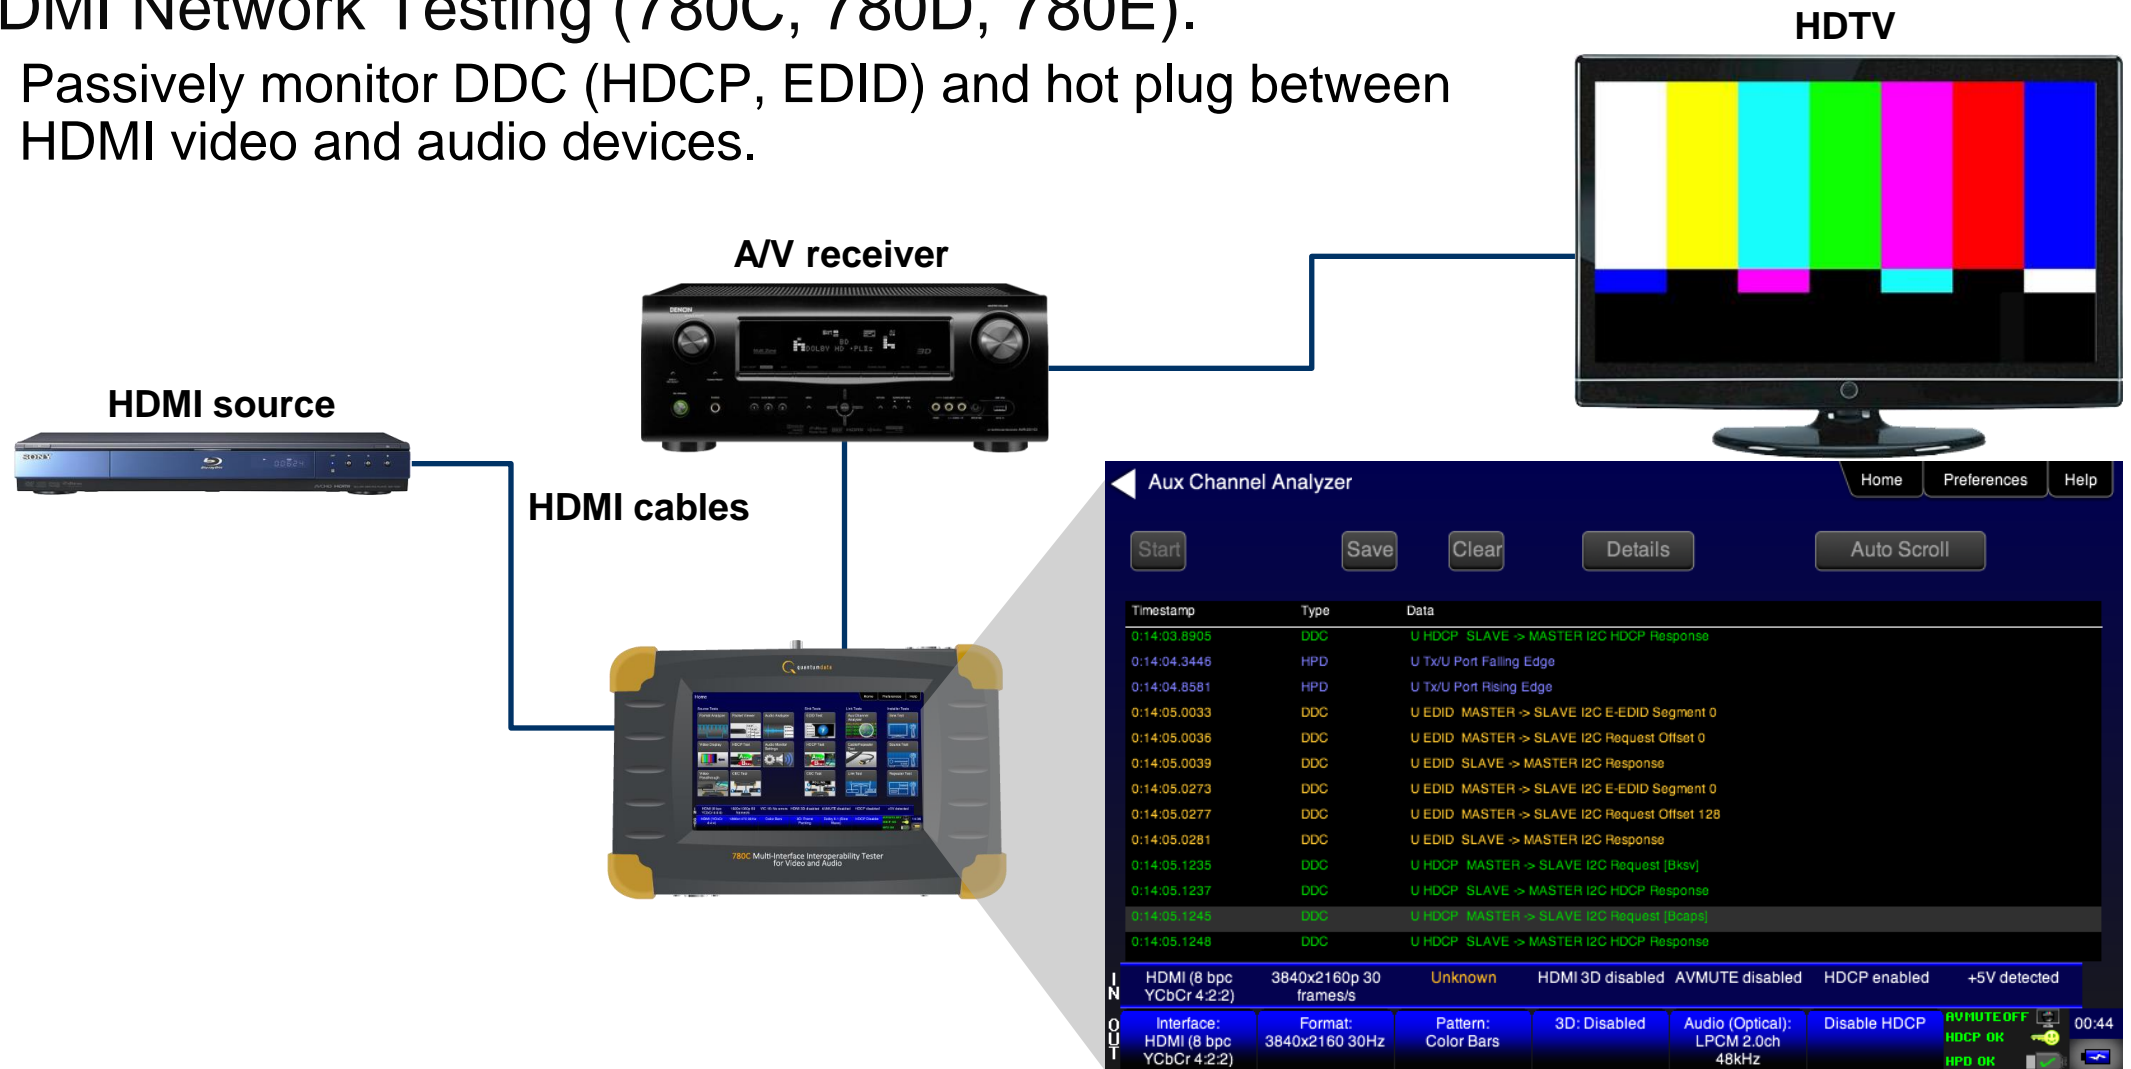 DMI Network Testing (780C, 780D, 780E).
Passively monitor DDC (HDCP, EDID) and hot plug between
HDMI video and audio devices.
HDTV
A/V receiver
DENON
HDMI source
SONY
HDMI cables
quantumdata
780C Multi-Interface Interoperability Tester
for Video and Audio
Aux Channel Analyzer
Home Preferences Help
Start Save Clear Details Auto Scroll
Timestamp Type Data
0:14:03.8905 DDC U HDCP SLAVE -> MASTER I2C HDCP Response
0:14:04.3446 HPD U Tx/U Port Falling Edge
0:14:04.8581 HPD U Tx/U Port Rising Edge
0:14:05.0033 DDC U EDID MASTER -> SLAVE I2C E-EDID Segment 0
0:14:05.0036 DDC U EDID MASTER -> SLAVE I2C Request Offset 0
0:14:05.0039 DDC U EDID SLAVE -> MASTER I2C Response
0:14:05.0273 DDC U EDID MASTER -> SLAVE I2C E-EDID Segment 0
0:14:05.0277 DDC U EDID MASTER -> SLAVE I2C Request Offset 128
0:14:05.0281 DDC U EDID SLAVE -> MASTER I2C Response
0:14:05.1235 DDC U HDCP MASTER -> SLAVE I2C Request [Bksv]
0:14:05.1237 DDC U HDCP SLAVE -> MASTER I2C HDCP Response
0:14:05.1245 DDC U HDCP MASTER -> SLAVE I2C Request [Bcaps]
0:14:05.1248 DDC U HDCP SLAVE -> MASTER I2C HDCP Response
IN
HDMI (8 bpc YCbCr 4:2:2)
3840x2160p 30 frames/s
Unknown
HDMI 3D disabled
AVMUTE disabled
HDCP enabled
+5V detected
OUT
Interface: HDMI (8 bpc YCbCr 4:2:2)
Format: 3840x2160 30Hz
Pattern: Color Bars
3D: Disabled
Audio (Optical): LPCM 2.0ch 48kHz
Disable HDCP
AVMUTE OFF
HDCP OK
HPD OK
00:44